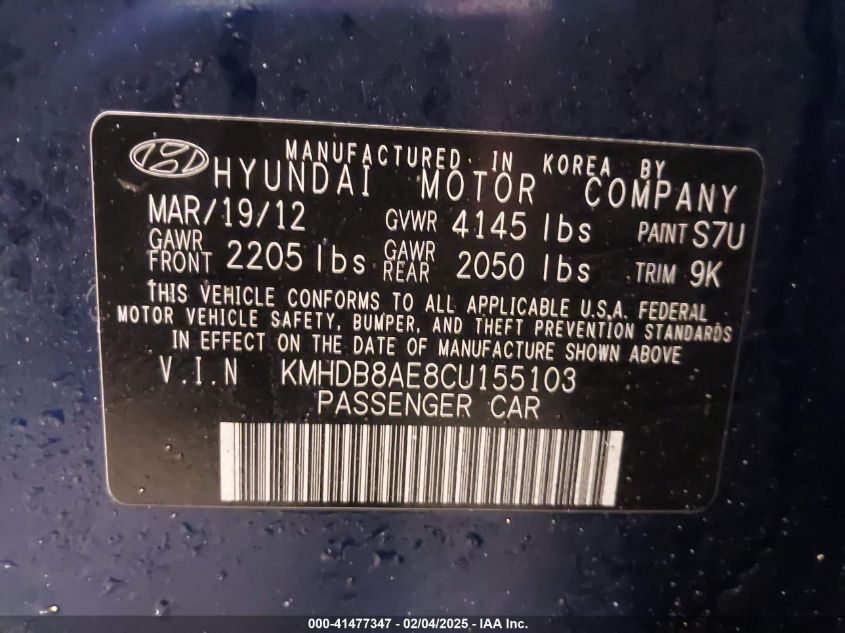 MANUFACTURED IN KOREA BY
HYUNDAI MOTOR COMPANY
MAR/19/12 GVWR 4145 lbs PAINT S7U
GAWR FRONT 2205 lbs GAWR REAR 2050 lbs TRIM 9K
THIS VEHICLE CONFORMS TO ALL APPLICABLE U.S.A. FEDERAL
MOTOR VEHICLE SAFETY, BUMPER, AND THEFT PREVENTION STANDARDS
IN EFFECT ON THE DATE OF MANUFACTURE SHOWN ABOVE
V.I.N KMHDB8AE8CU155103
PASSENGER CAR
000-41477347 - 02/04/2025 - IAA Inc.